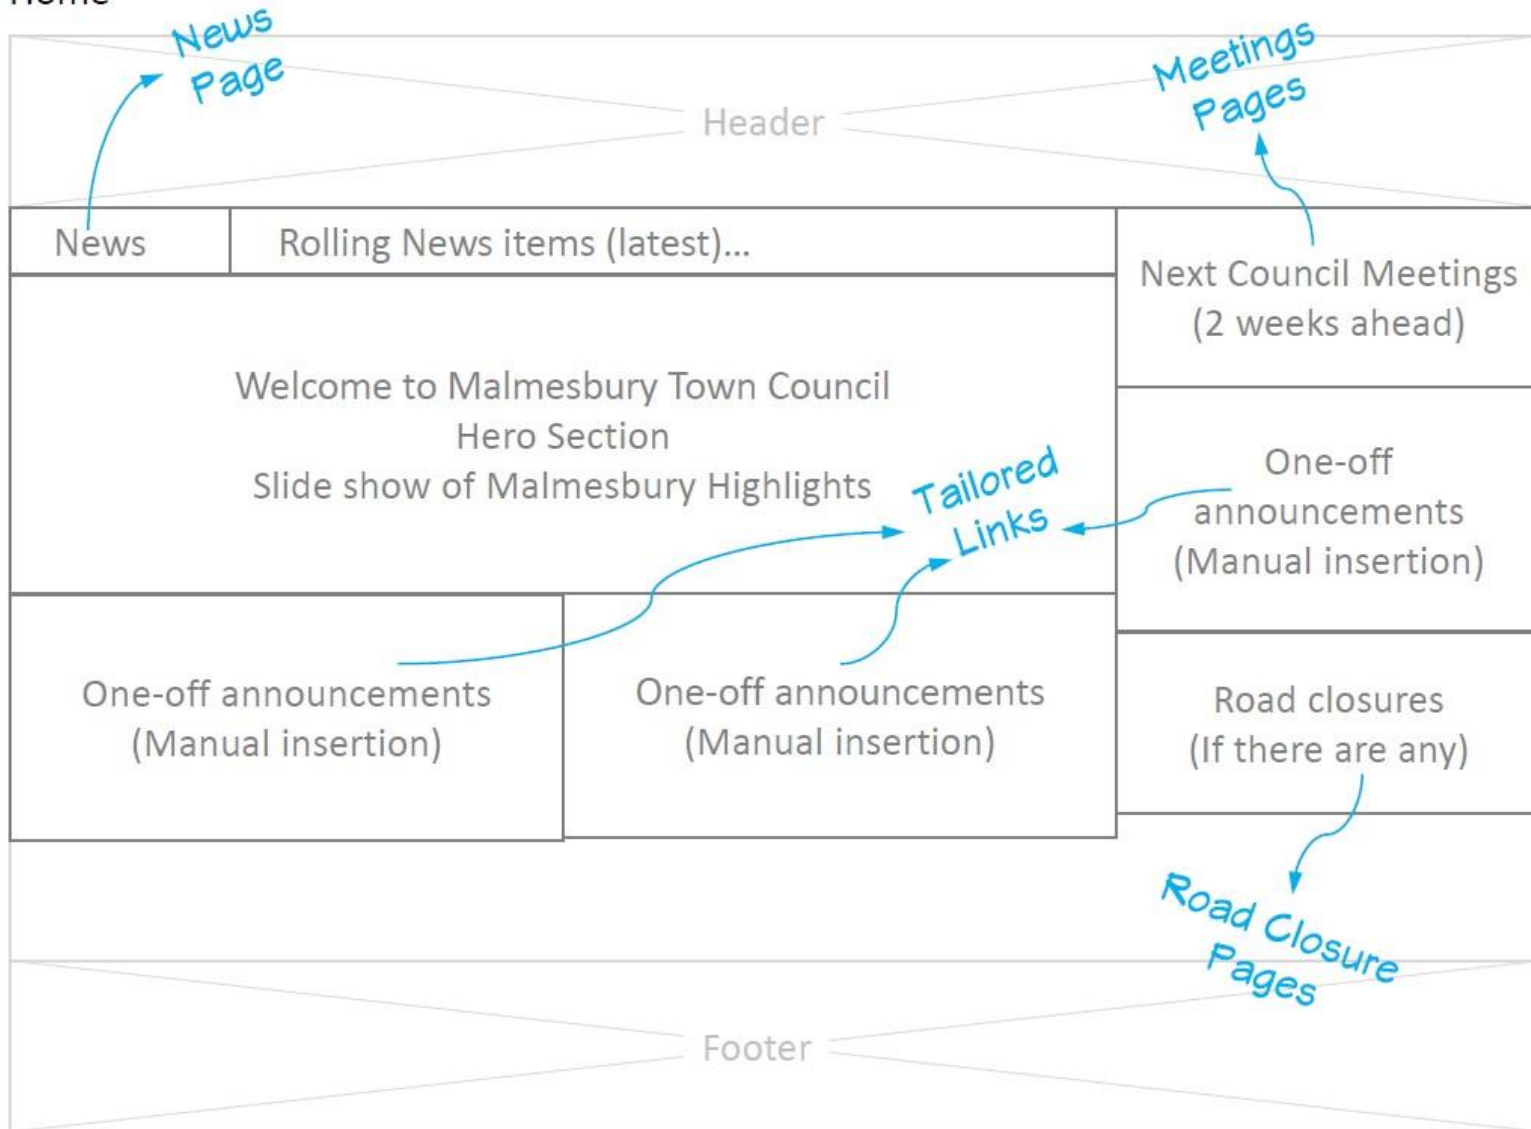 Home
News
Page
Header
Meetings
Pages
News
Rolling News items (latest)...
Next Council Meetings
(2 weeks ahead)
Welcome to Malmesbury Town Council
Hero Section
Slide show of Malmesbury Highlights
Tailored
Links
One-off
announcements
(Manual insertion)
One-off announcements
(Manual insertion)
One-off announcements
(Manual insertion)
Road closures
(If there are any)
Road Closure
Pages
Footer